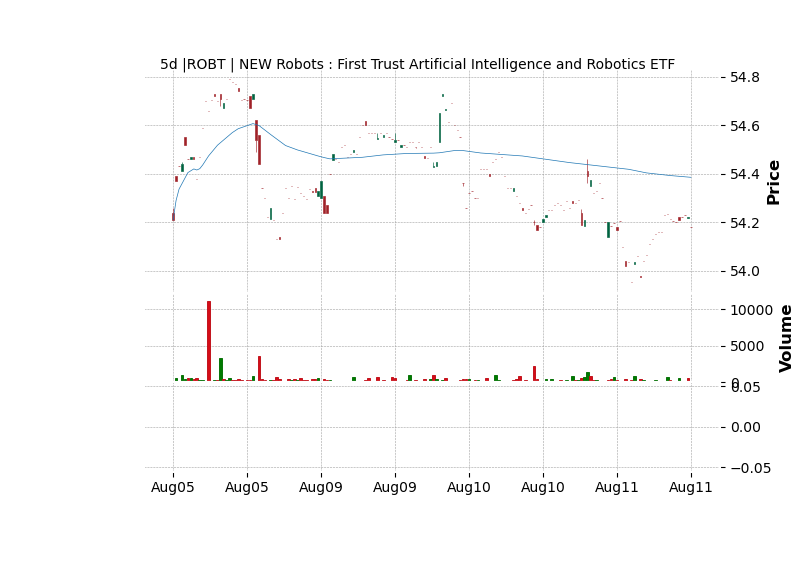 5d |ROBT | NEW Robots : First Trust Artificial Intelligence and Robotics ETF
54.8
54.6
54.4
54.2
54.0
Price
10000
5000
0
Volume
0.05
0.00
−0.05
Aug05 Aug05 Aug09 Aug09 Aug10 Aug10 Aug11 Aug11